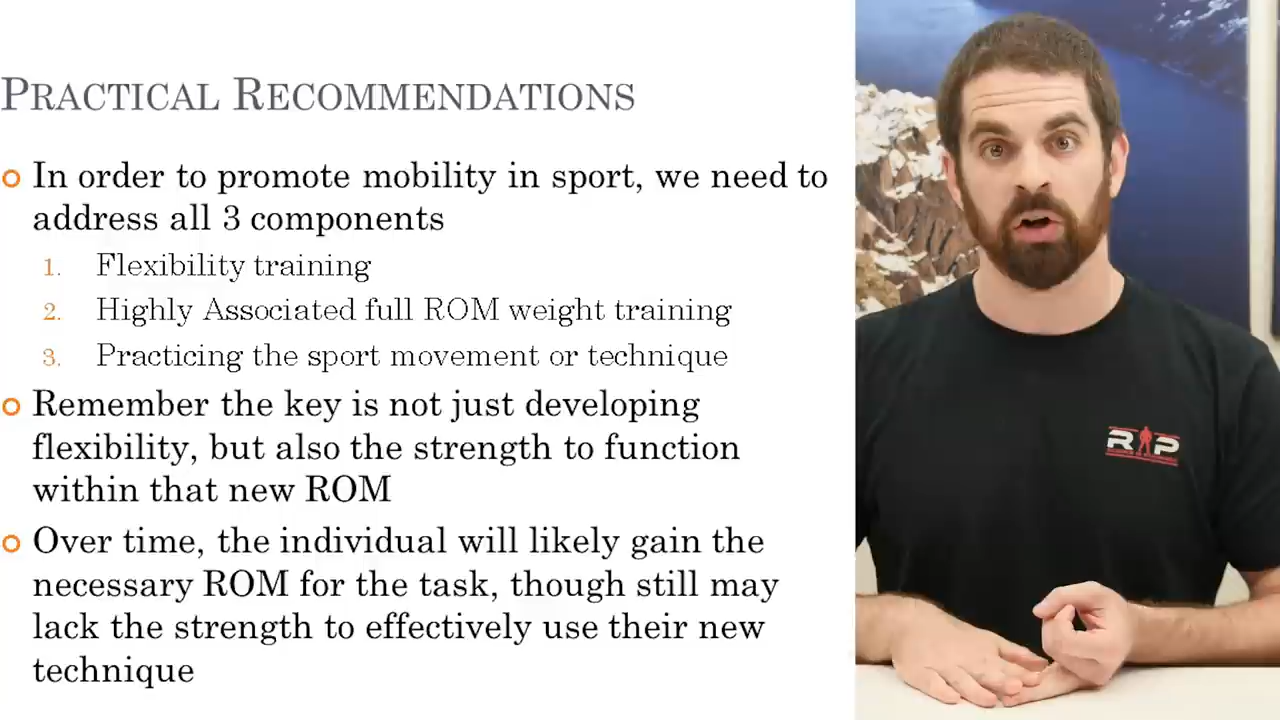 PRACTICAL RECOMMENDATIONS
In order to promote mobility in sport, we need to
address all 3 components
1. Flexibility training
2. Highly Associated full ROM weight training
3. Practicing the sport movement or technique
Remember the key is not just developing
flexibility, but also the strength to function
within that new ROM
Over time, the individual will likely gain the
necessary ROM for the task, though still may
lack the strength to effectively use their new
technique
RP